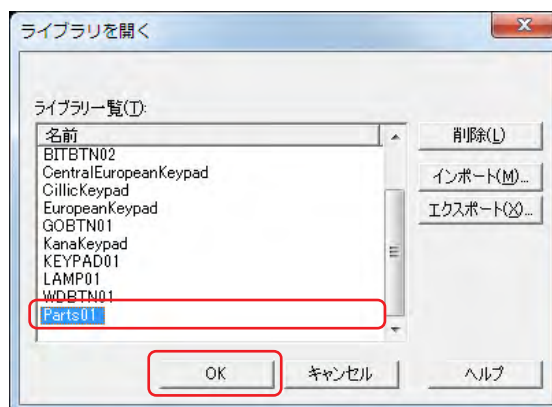 ライブラリを開く
ライブラリ一覧(T):
名前
BITBTN02
CentralEuropeanKeypad
CillicKeypad
EuropeanKeypad
GOBTN01
KanaKeypad
KEYPAD01
LAMP01
WDBTN01
Parts01
削除(L)
インポート(M)...
エクスポート(X)...
OK
キャンセル
ヘルプ